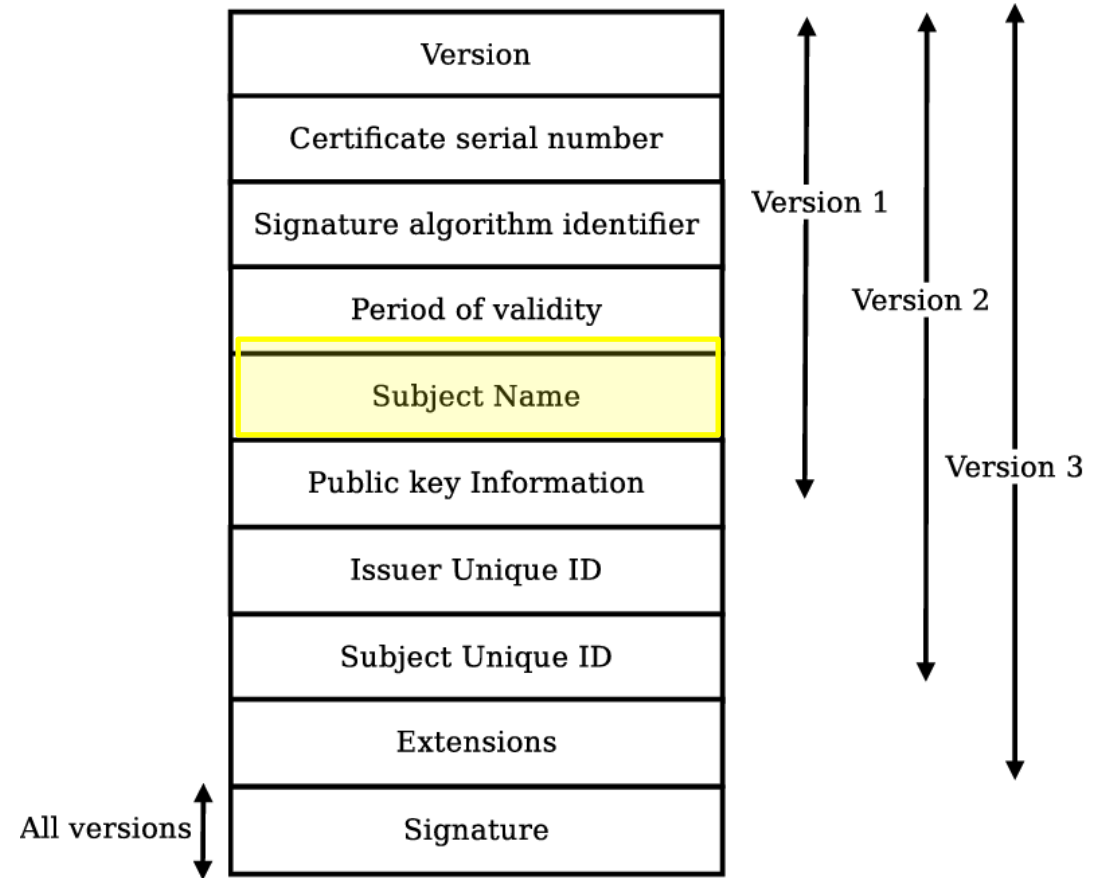 Version
Certificate serial number
Signature algorithm identifier
Period of validity
Subject Name
Public key Information
Issuer Unique ID
Subject Unique ID
Extensions
Signature
Version 1
Version 2
Version 3
All versions